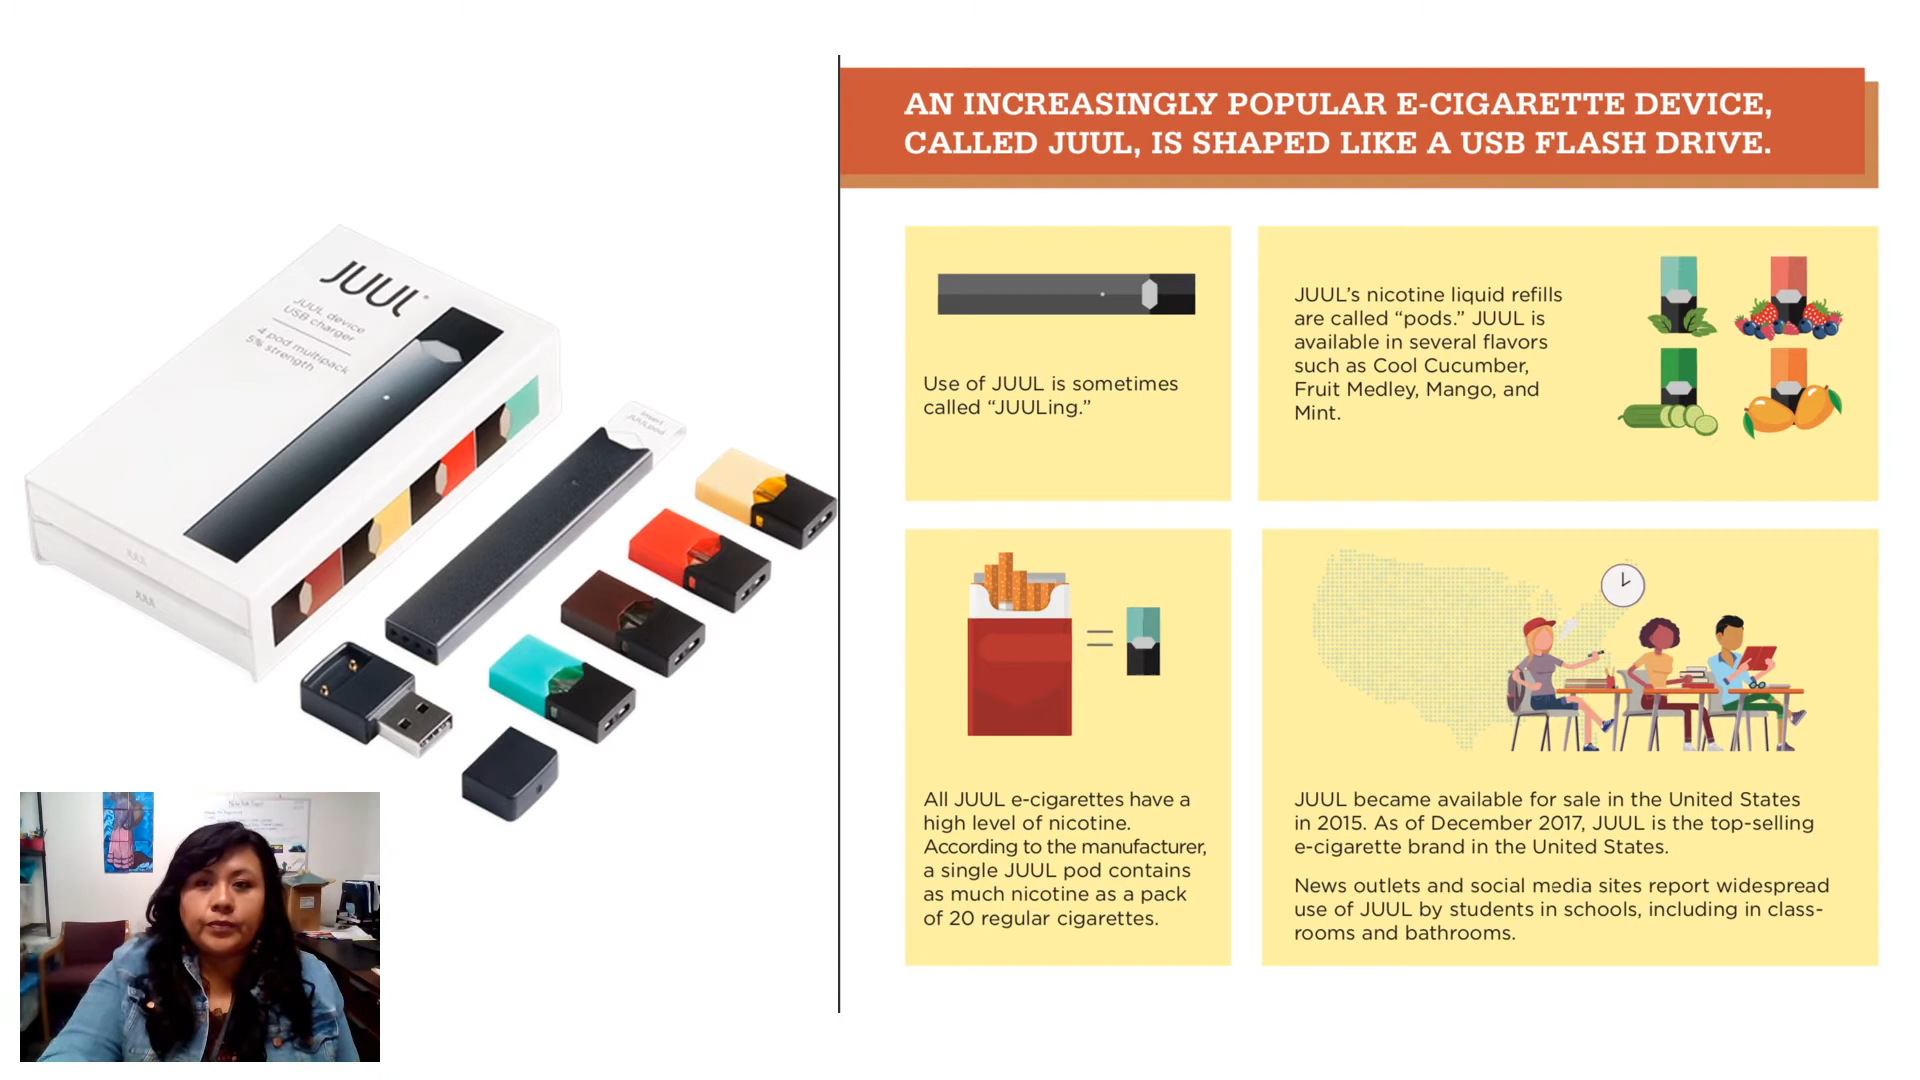 JUUL
JUUL device
USB charger
4 pod multipack
5% strength
insert
JUULpod
AN INCREASINGLY POPULAR E-CIGARETTE DEVICE,
CALLED JUUL, IS SHAPED LIKE A USB FLASH DRIVE.
Use of JUUL is sometimes
called “JUULing.”
JUUL’s nicotine liquid refills
are called “pods.” JUUL is
available in several flavors
such as Cool Cucumber,
Fruit Medley, Mango, and
Mint.
All JUUL e-cigarettes have a
high level of nicotine.
According to the manufacturer,
a single JUUL pod contains
as much nicotine as a pack
of 20 regular cigarettes.
JUUL became available for sale in the United States
in 2015. As of December 2017, JUUL is the top-selling
e-cigarette brand in the United States.
News outlets and social media sites report widespread
use of JUUL by students in schools, including in class-
rooms and bathrooms.